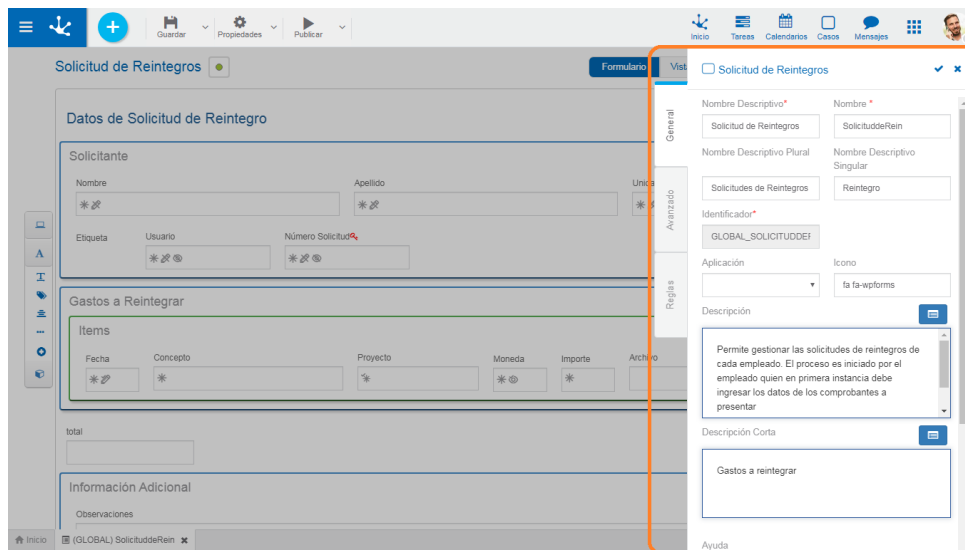 Guardar
Propiedades
Publicar
Inicio
Tareas
Calendarios
Casos
Mensajes
Solicitud de Reintegros
Formulario
Vist
Datos de Solicitud de Reintegro
Solicitante
Nombre
Apellido
Unida
Etiqueta
Usuario
Número Solicitud
Gastos a Reintegrar
Items
Fecha
Concepto
Proyecto
Moneda
Importe
Archivo
total
Información Adicional
Observaciones
Inicio
(GLOBAL) SolicituddeRein
General
Avanzado
Reglas
Solicitud de Reintegros
Nombre Descriptivo*
Nombre *
Solicitud de Reintegros
SolicituddeRein
Nombre Descriptivo Plural
Nombre Descriptivo
Singular
Solicitudes de Reintegros
Reintegro
Identificador*
GLOBAL_SOLICITUDDEF
Aplicación
Icono
fa fa-wpforms
Descripción
Permite gestionar las solicitudes de reintegros de
cada empleado. El proceso es iniciado por el
empleado quien en primera instancia debe
ingresar los datos de los comprobantes a
presentar
Descripción Corta
Gastos a reintegrar
Ayuda